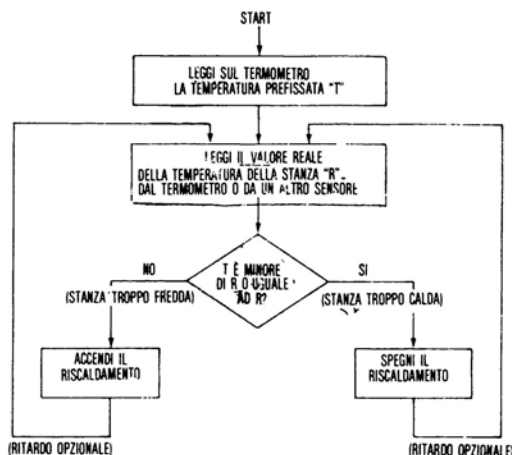 START
LEGGI SUL TERMOMETRO
LA TEMPERATURA PREFISSATA "T"
LEGGI IL VALORE REALE
DELLA TEMPERATURA DELLA STANZA "R"
DAL TERMOMETRO O DA UN ALTRO SENSORE
T È MINORE
DI R O UGUALE
AD R?
NO
(STANZA TROPPO FREDDA)
SI
(STANZA TROPPO CALDA)
ACCENDI IL
RISCALDAMENTO
SPEGNI IL
RISCALDAMENTO
(RITARDO OPZIONALE)
(RITARDO OPZIONALE)